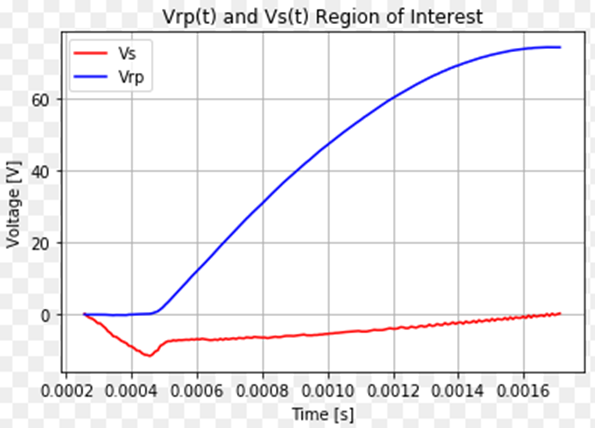 Vrp(t) and Vs(t) Region of Interest
Vs
Vrp
Voltage [V]
60
40
20
0
0.0002 0.0004 0.0006 0.0008 0.0010 0.0012 0.0014 0.0016
Time [s]